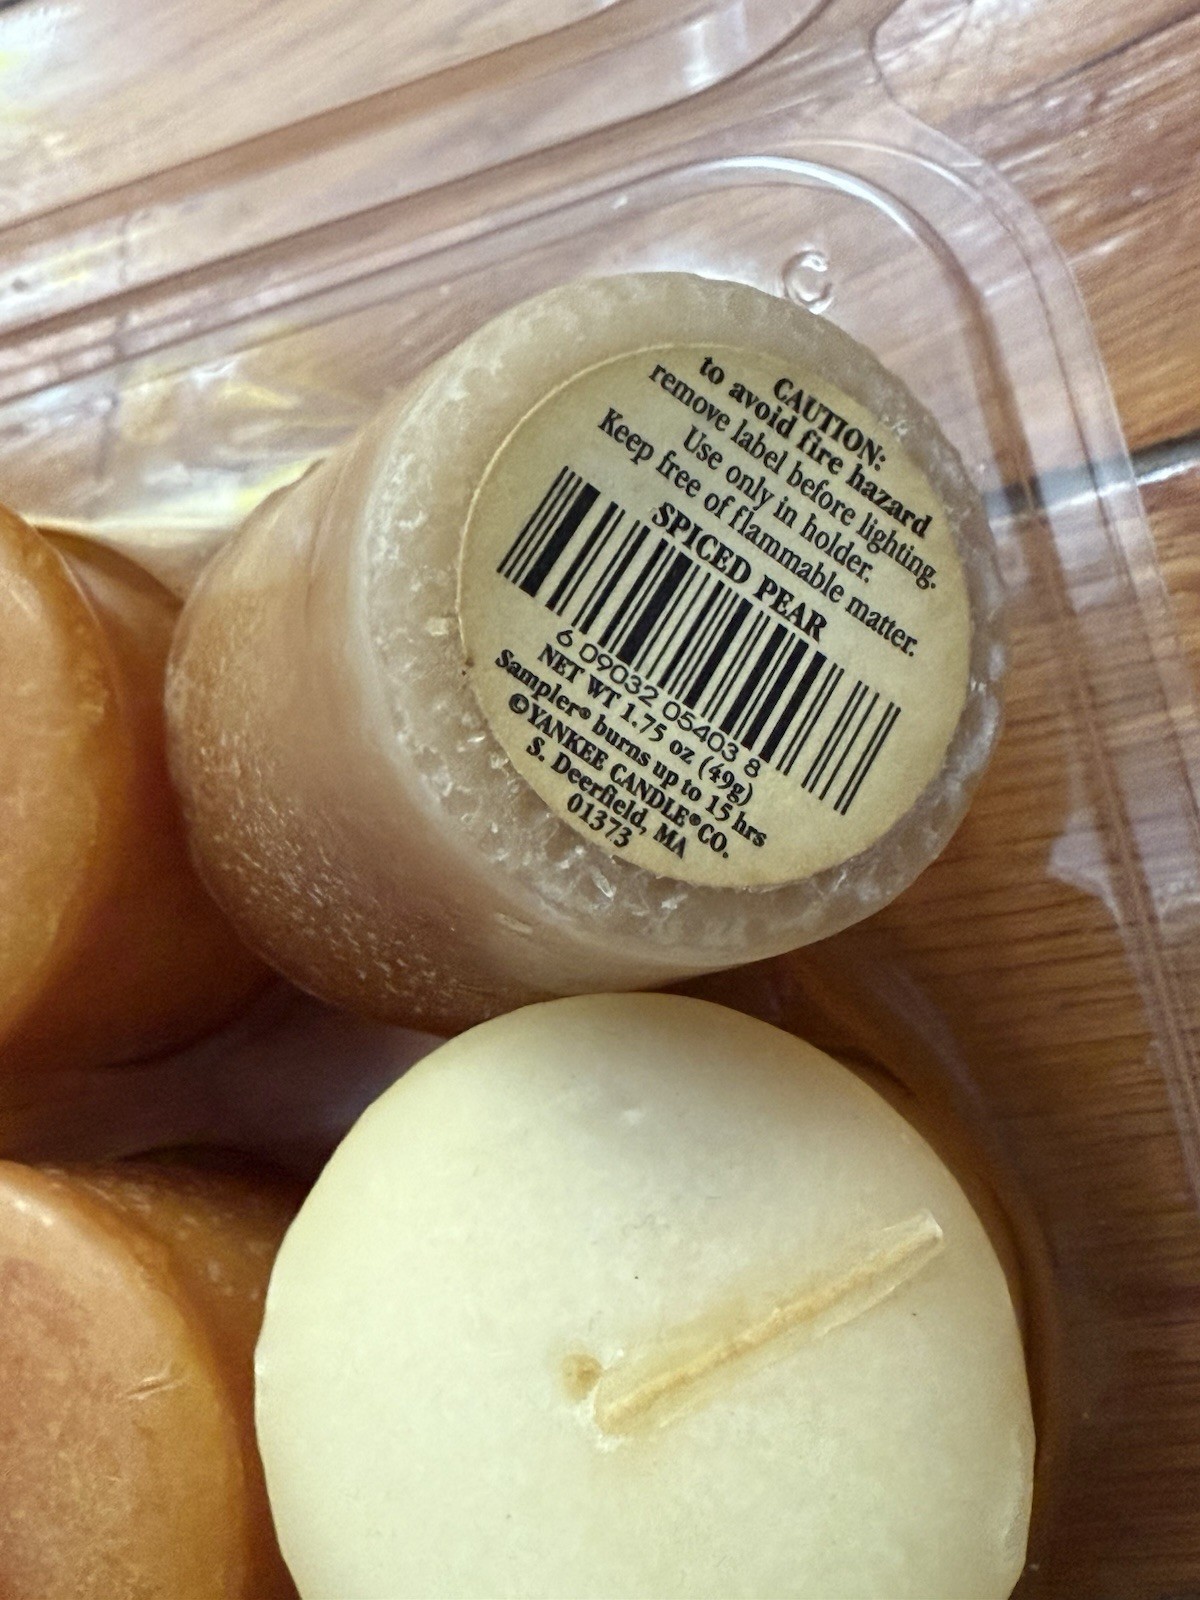 C
CAUTION:
to avoid fire hazard
remove label before lighting.
Use only in holder.
Keep free of flammable matter.
SPICED PEAR
6 09032 05403 8
NET WT 1.75 oz (49g)
Sampler® burns up to 15 hrs
©YANKEE CANDLE®CO.
S. Deerfield, MA
01373